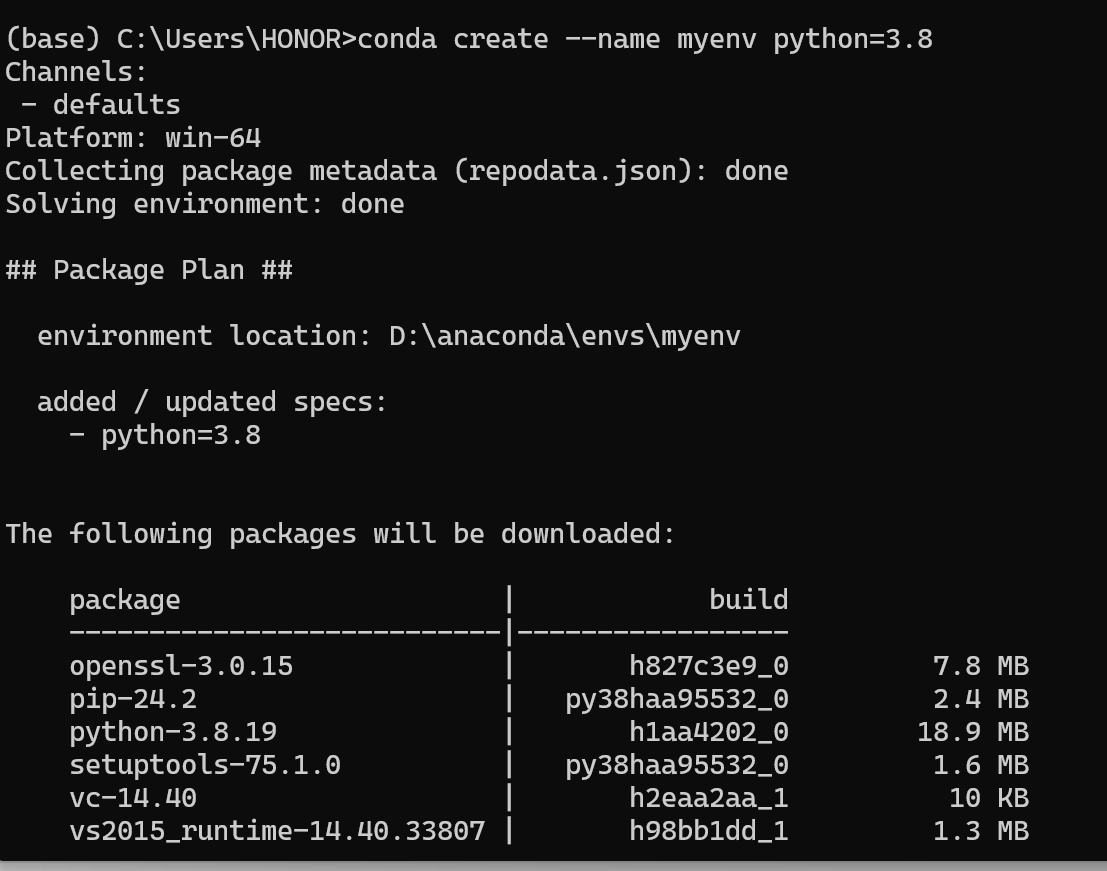 (base) C:\Users\HONOR>conda create --name myenv python=3.8
Channels:
 - defaults
Platform: win-64
Collecting package metadata (repodata.json): done
Solving environment: done

## Package Plan ##

  environment location: D:\anaconda\envs\myenv

  added / updated specs:
    - python=3.8


The following packages will be downloaded:

    package                    |            build
    ---------------------------|-----------------
    openssl-3.0.15             |       h827c3e9_0         7.8 MB
    pip-24.2                   |   py38haa95532_0         2.4 MB
    python-3.8.19              |       h1aa4202_0        18.9 MB
    setuptools-75.1.0          |   py38haa95532_0         1.6 MB
    vc-14.40                   |       h2eaa2aa_1          10 KB
    vs2015_runtime-14.40.33807 |       h98bb1dd_1         1.3 MB